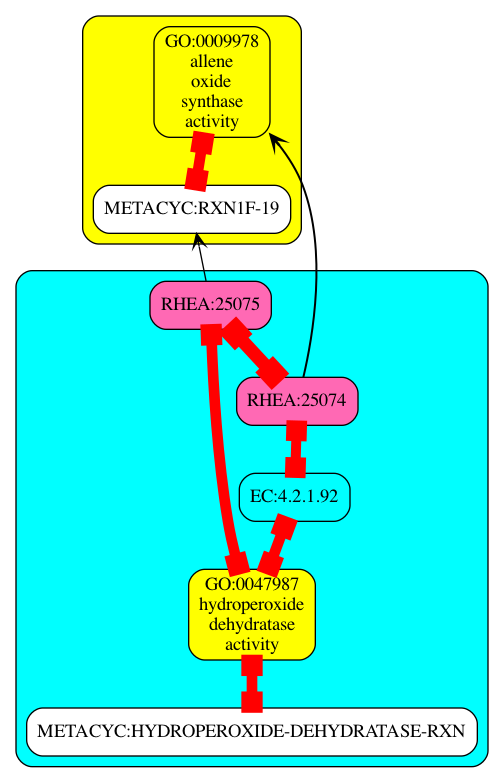 GO:0009978
allene
oxide
synthase
activity
METACYC:RXN1F-19
RHEA:25075
RHEA:25074
EC:4.2.1.92
GO:0047987
hydroperoxide
dehydratase
activity
METACYC:HYDROPEROXIDE-DEHYDRATASE-RXN